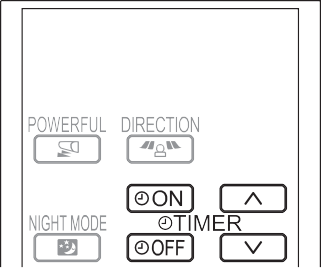 POWERFUL DIRECTION
ON
NIGHT MODE TIMER
OFF